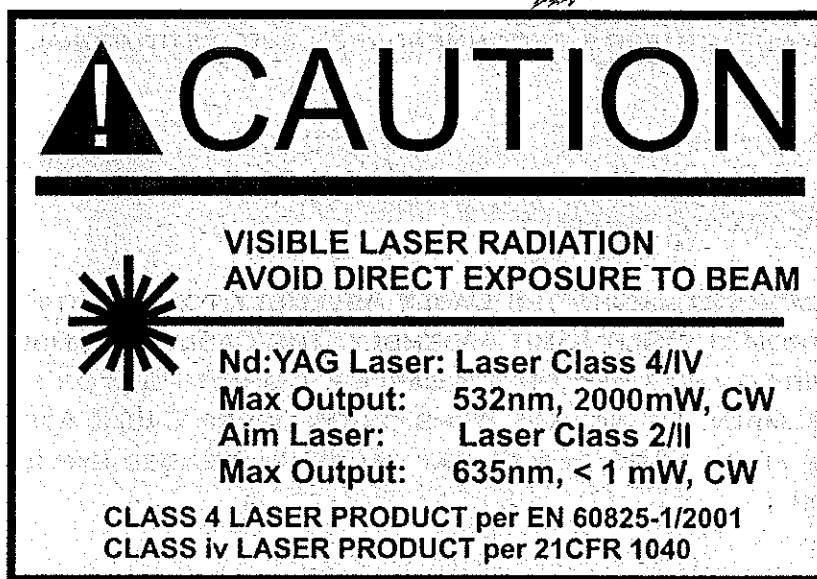 CAUTION
VISIBLE LASER RADIATION
AVOID DIRECT EXPOSURE TO BEAM
Nd:YAG Laser: Laser Class 4/IV
Max Output: 532nm, 2000mW, CW
Aim Laser: Laser Class 2/II
Max Output: 635nm, < 1 mW, CW
CLASS 4 LASER PRODUCT per EN 60825-1/2001
CLASS iv LASER PRODUCT per 21CFR 1040